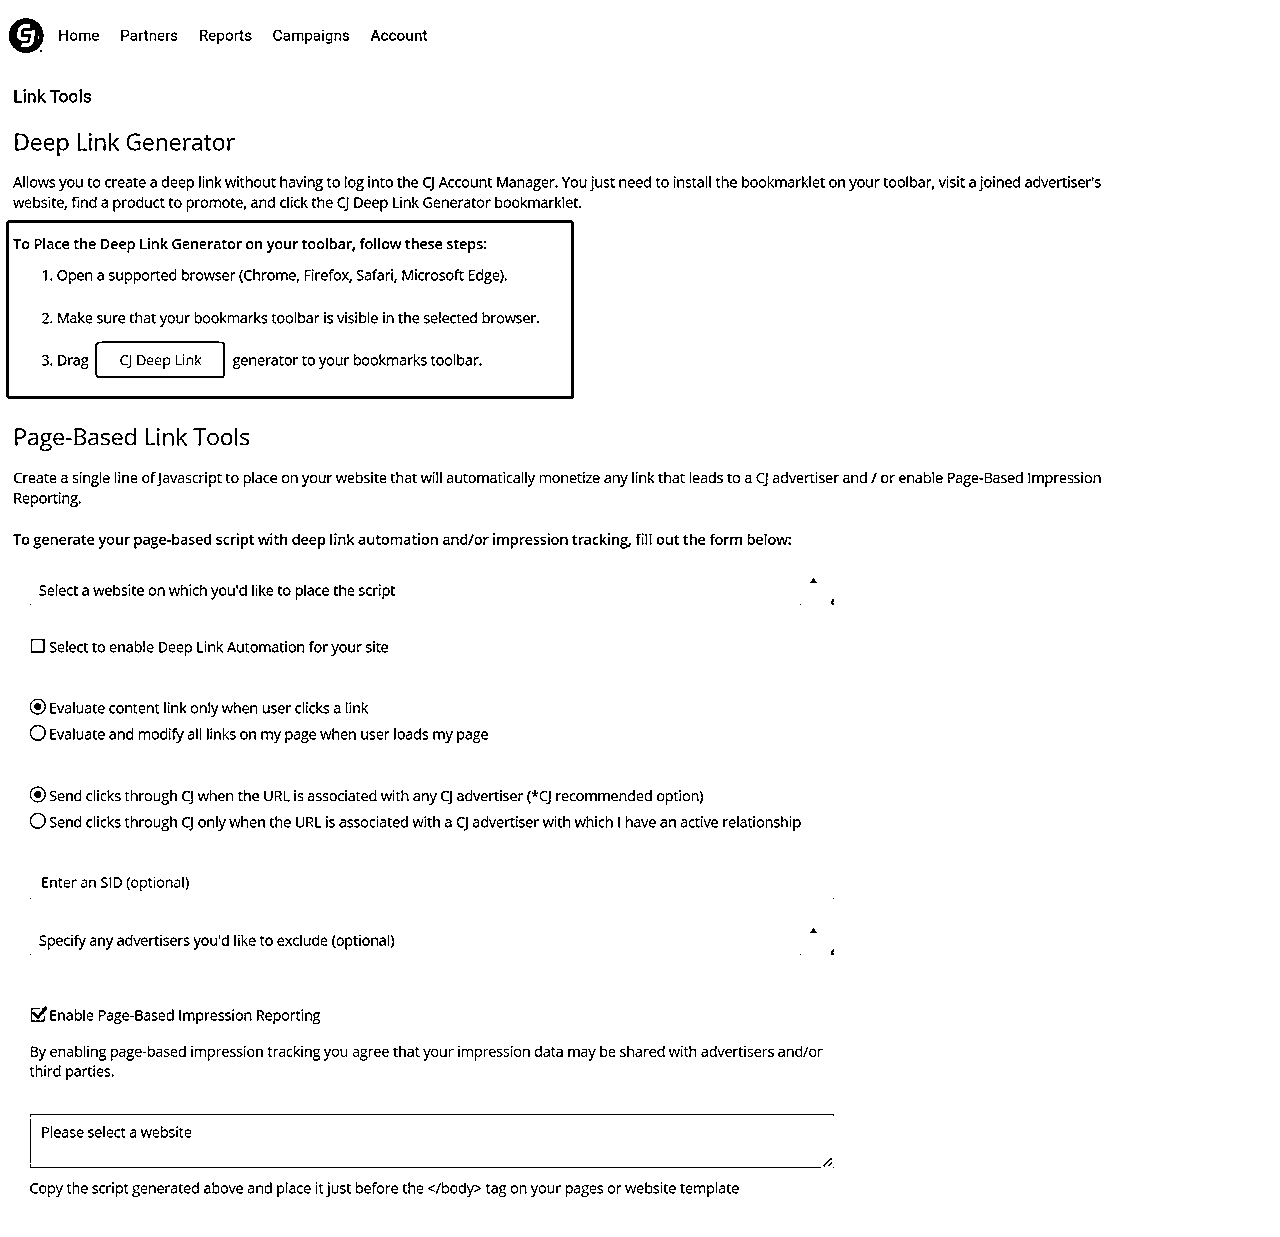 Home Partners Reports Campaigns Account
Link Tools
Deep Link Generator
Allows you to create a deep link without having to log into the CJ Account Manager. You just need to install the bookmarklet on your toolbar, visit a joined advertiser's
website, find a product to promote, and click the CJ Deep Link Generator bookmarklet.
To Place the Deep Link Generator on your toolbar, follow these steps:
1. Open a supported browser (Chrome, Firefox, Safari, Microsoft Edge).
2. Make sure that your bookmarks toolbar is visible in the selected browser.
3. Drag CJ Deep Link generator to your bookmarks toolbar.
Page-Based Link Tools
Create a single line of Javascript to place on your website that will automatically monetize any link that leads to a CJ advertiser and / or enable Page-Based Impression
Reporting.
To generate your page-based script with deep link automation and/or impression tracking, fill out the form below:
Select a website on which you'd like to place the script
Select to enable Deep Link Automation for your site
Evaluate content link only when user clicks a link
Evaluate and modify all links on my page when user loads my page
Send clicks through CJ when the URL is associated with any CJ advertiser (*CJ recommended option)
Send clicks through CJ only when the URL is associated with a CJ advertiser with which I have an active relationship
Enter an SID (optional)
Specify any advertisers you'd like to exclude (optional)
Enable Page-Based Impression Reporting
By enabling page-based impression tracking you agree that your impression data may be shared with advertisers and/or
third parties.
Please select a website
Copy the script generated above and place it just before the </body> tag on your pages or website template